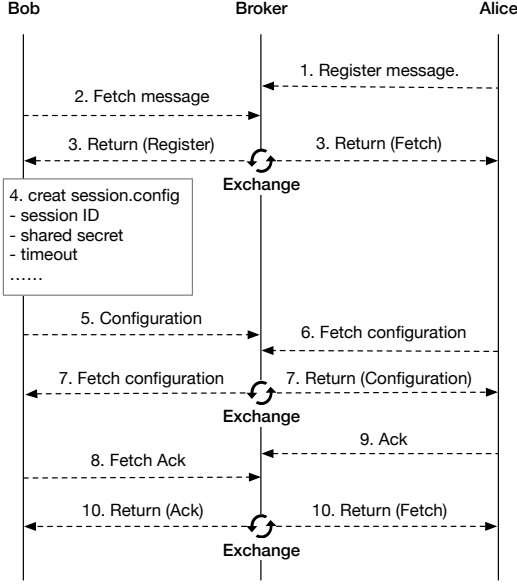 Bob
Broker
Alice
1. Register message.
2. Fetch message
3. Return (Register)
3. Return (Fetch)
Exchange
4. creat session.config
- session ID
- shared secret
- timeout
......
5. Configuration
6. Fetch configuration
7. Fetch configuration
7. Return (Configuration)
Exchange
9. Ack
8. Fetch Ack
10. Return (Ack)
10. Return (Fetch)
Exchange